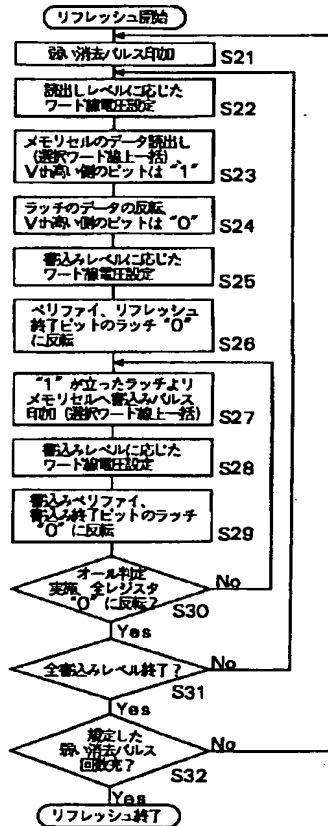 リフレッシュ開始
弱い消去パルス印加
S21
読出しレベルに応じた
ワード線電圧設定
S22
メモリセルのデータ読出し
(選択ワード線上一括)、
Vth高い側のビットは "1"
S23
ラッチのデータの反転、
Vth高い側のビットは "0"
S24
書込みレベルに応じた
ワード線電圧設定
S25
ベリファイ、リフレッシュ
終了ビットのラッチ "0"
に反転
S26
"1" が立ったラッチより
メモリセルへ書込みパルス
印加 (選択ワード線上一括)
S27
書込みレベルに応じた
ワード線電圧設定
S28
書込みベリファイ、
書込み終了ビットのラッチ
"0" に反転
S29
オール判定
実施、全レジスタ
"0" に反転?
No
S30
Yes
全書込みレベル終了?
No
S31
Yes
規定した
弱い消去パルス
回数充?
No
S32
Yes
リフレッシュ終了